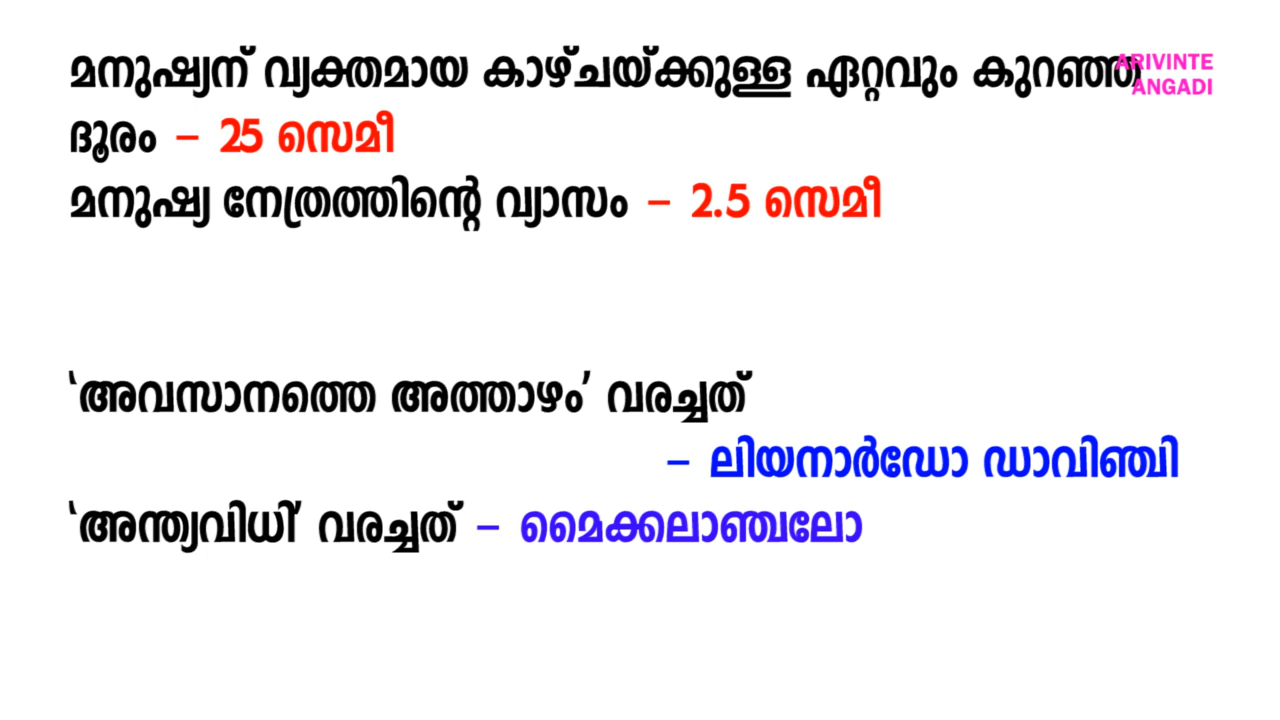 മനുഷ്യന് വ്യക്തമായ കാഴ്ചയ്ക്കുള്ള ഏറ്റവും കുറഞ്ഞ
ARIVINTE
ANGADI
ദൂരം – 25 സെമീ
മനുഷ്യ നേത്രത്തിന്റെ വ്യാസം – 2.5 സെമീ
‘അവസാനത്തെ അത്താഴം’ വരച്ചത്
– ലിയനാർഡോ ഡാവിഞ്ചി
‘അന്ത്യവിധി’ വരച്ചത് – മൈക്കലാഞ്ചലോ